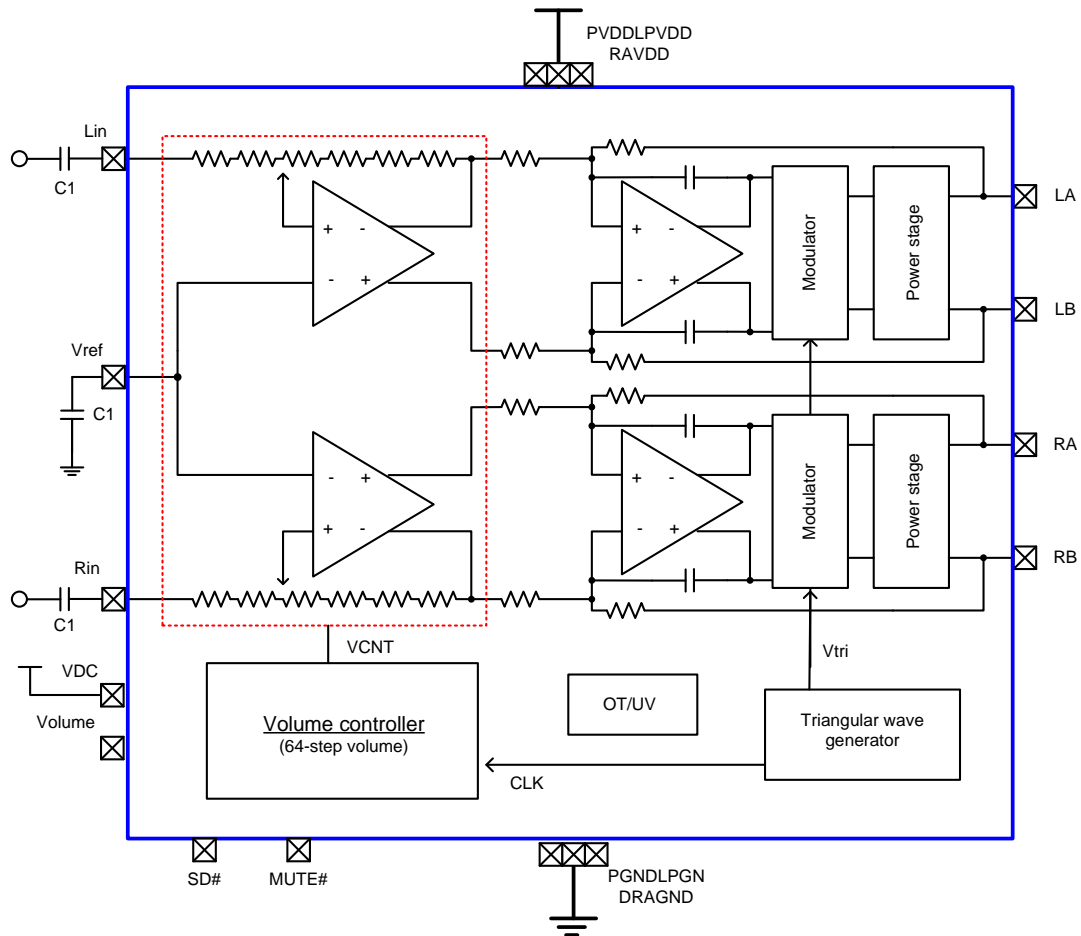 PVDDLPVDD
RAVDD
Lin
C1
+
-
-
+
+
-
-
+
Modulator
Power stage
LA
LB
Vref
C1
-
+
+
-
+
-
-
+
Modulator
Power stage
RA
RB
Rin
C1
VCNT
Vtri
VDC
Volume
Volume controller
(64-step volume)
OT/UV
Triangular wave
generator
CLK
SD#
MUTE#
PGNDLPGN
DRAGND